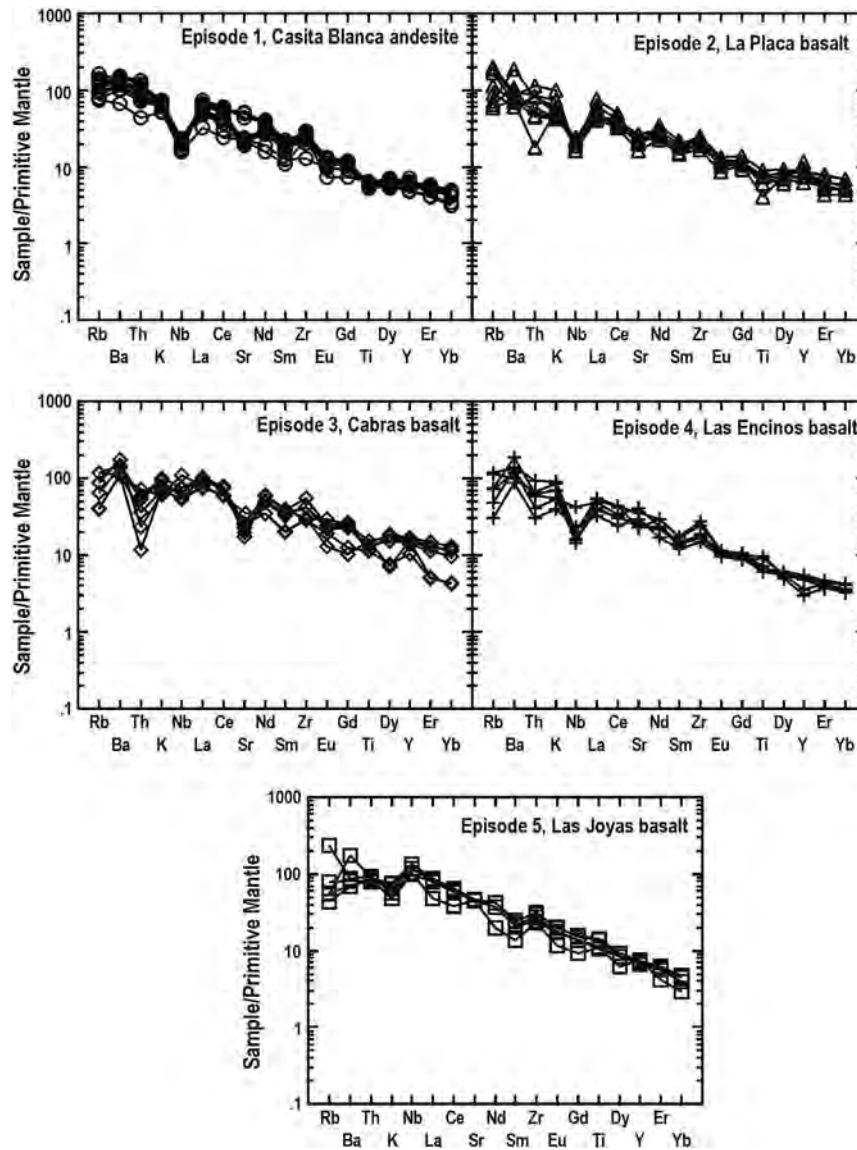 Episode 1, Casita Blanca andesite
Episode 2, La Placa basalt
1000
100
10
1
.1
Sample/Primitive Mantle
Rb Th Nb Ce Nd Zr Gd Dy Er
Ba K La Sr Sm Eu Ti Y Yb
Rb Th Nb Ce Nd Zr Gd Dy Er
Ba K La Sr Sm Eu Ti Y Yb
Episode 3, Cabras basalt
Episode 4, Las Encinos basalt
1000
100
10
1
.1
Sample/Primitive Mantle
Rb Th Nb Ce Nd Zr Gd Dy Er
Ba K La Sr Sm Eu Ti Y Yb
Rb Th Nb Ce Nd Zr Gd Dy Er
Ba K La Sr Sm Eu Ti Y Yb
Episode 5, Las Joyas basalt
1000
100
10
1
.1
Sample/Primitive Mantle
Rb Th Nb Ce Nd Zr Gd Dy Er
Ba K La Sr Sm Eu Ti Y Yb